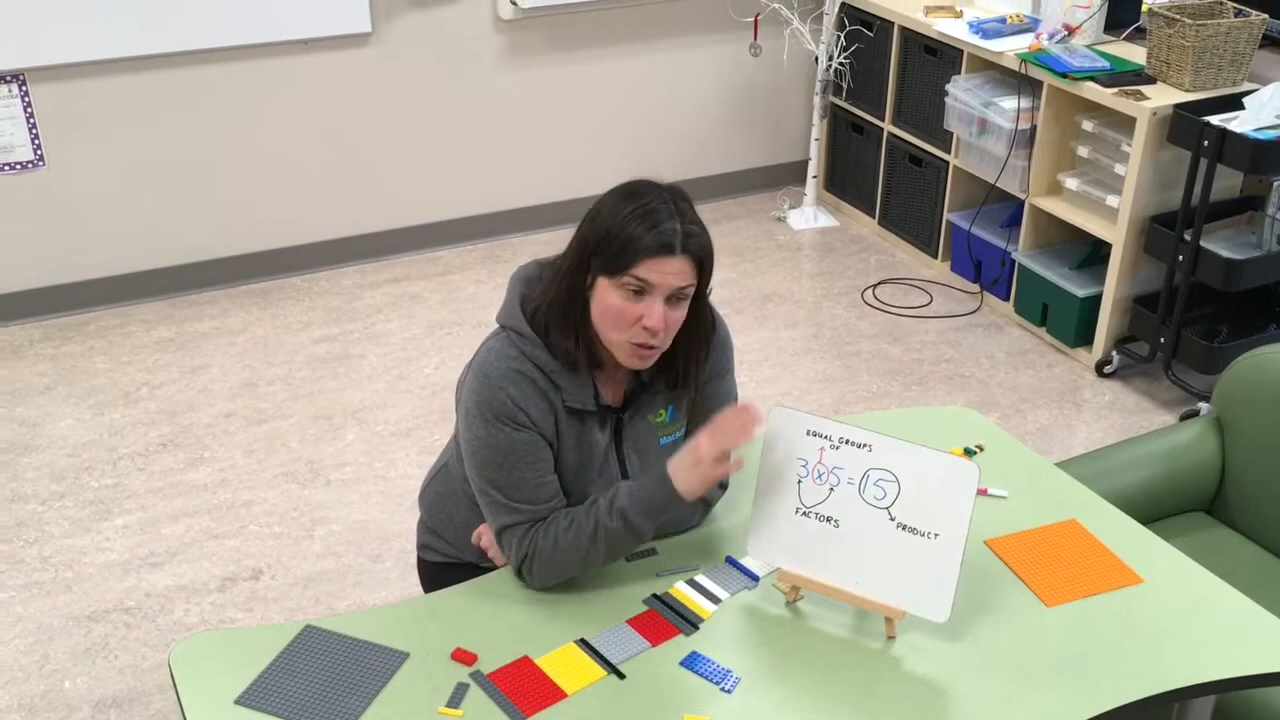 EQUAL GROUPS
OF
3 x 5 = 15
FACTORS
PRODUCT